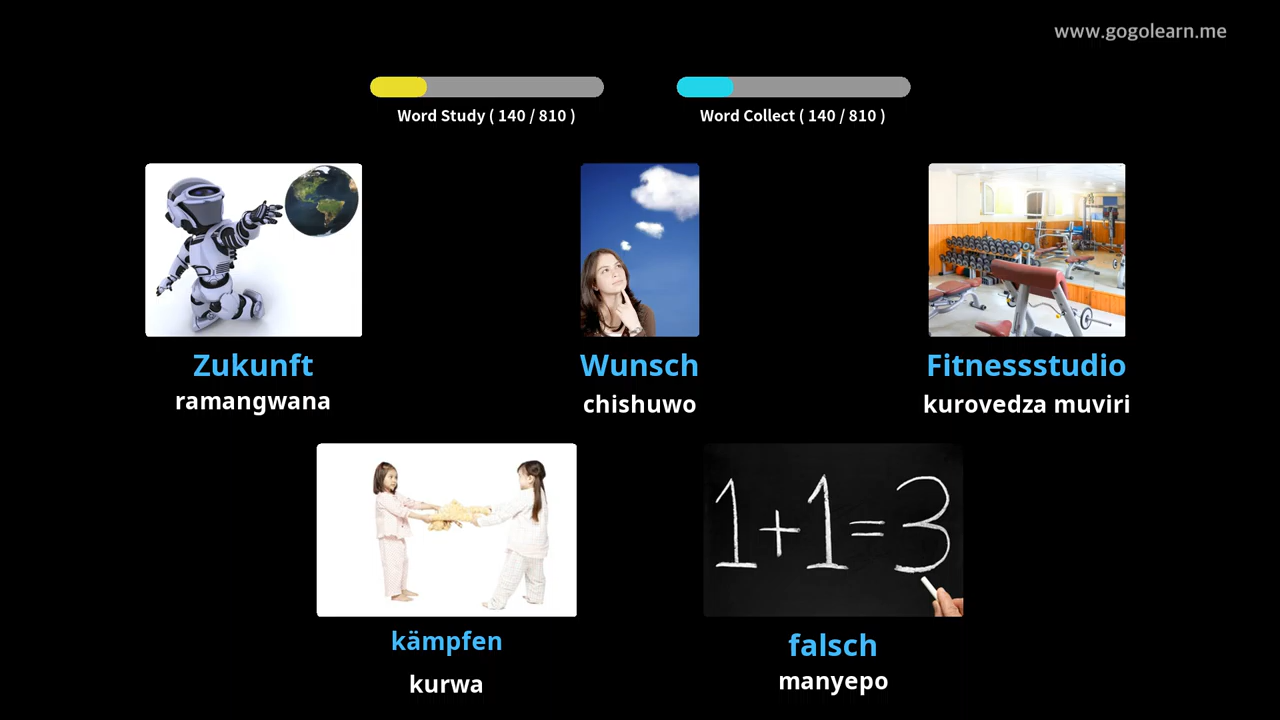 www.gogolearn.me
Word Study ( 140 / 810 )
Word Collect ( 140 / 810 )
Zukunft
ramangwana
Wunsch
chishuwo
Fitnessstudio
kurovedza muviri
1+1=3
kämpfen
kurwa
falsch
manyepo